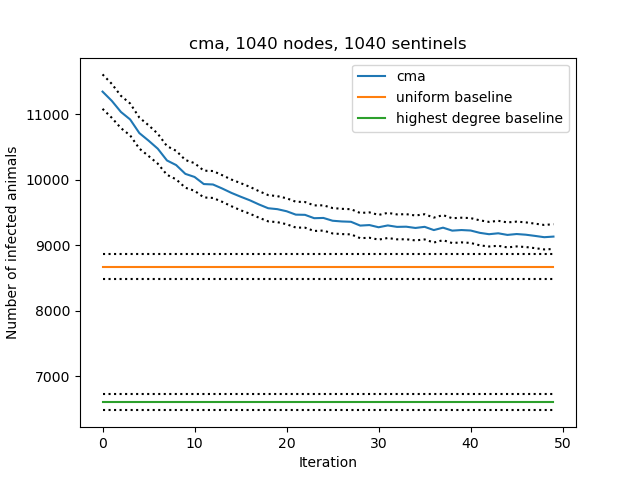 cma, 1040 nodes, 1040 sentinels
cma
uniform baseline
highest degree baseline
11000
10000
9000
8000
7000
Number of infected animals
0 10 20 30 40 50
Iteration